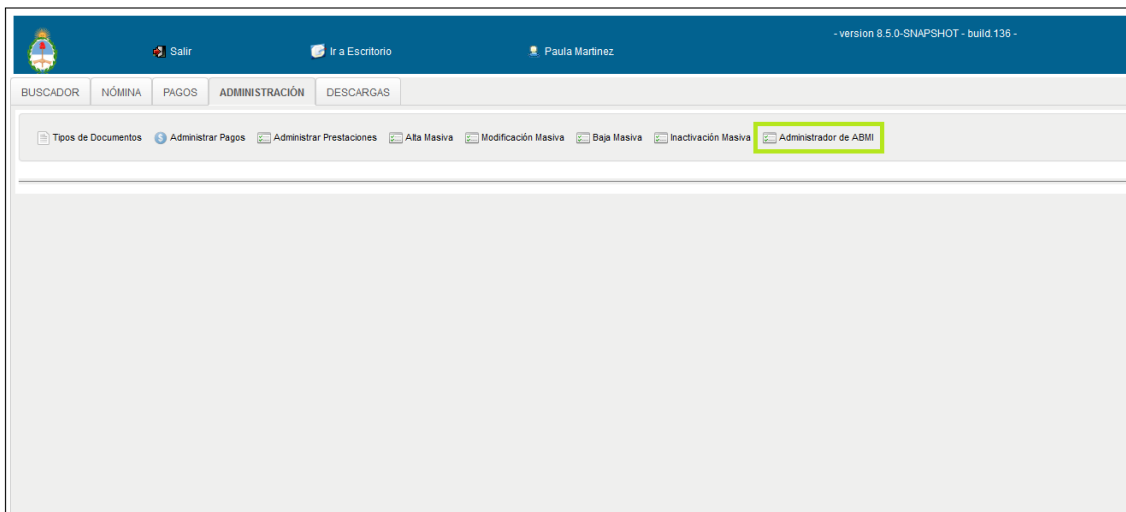 - version 8.5.0-SNAPSHOT - build.136 -
Salir Ir a Escritorio Paula Martinez
BUSCADOR NÓMINA PAGOS ADMINISTRACIÓN DESCARGAS
Tipos de Documentos Administrar Pagos Administrar Prestaciones Alta Masiva Modificación Masiva Baja Masiva Inactivación Masiva Administrador de ABMI